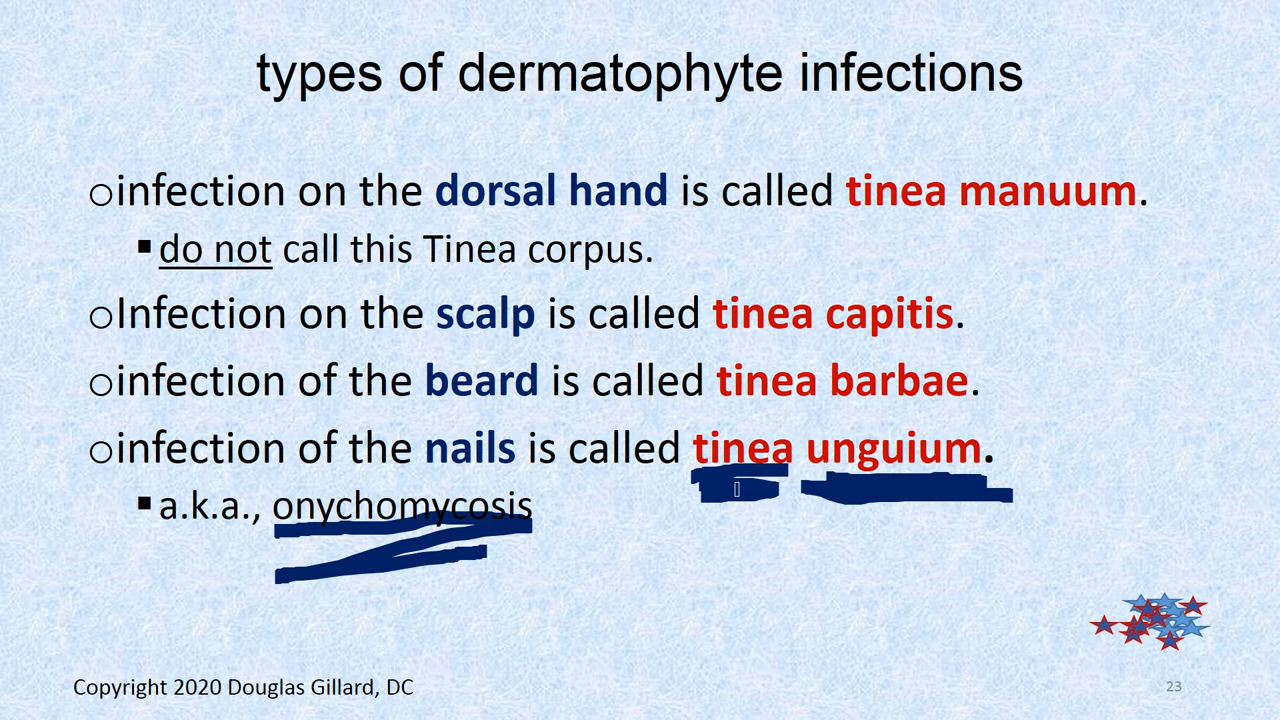 types of dermatophyte infections
oinfection on the dorsal hand is called tinea manuum.
▪do not call this Tinea corpus.
oInfection on the scalp is called tinea capitis.
oinfection of the beard is called tinea barbae.
oinfection of the nails is called tinea unguium.
▪a.k.a., onychomycosis
Copyright 2020 Douglas Gillard, DC
23